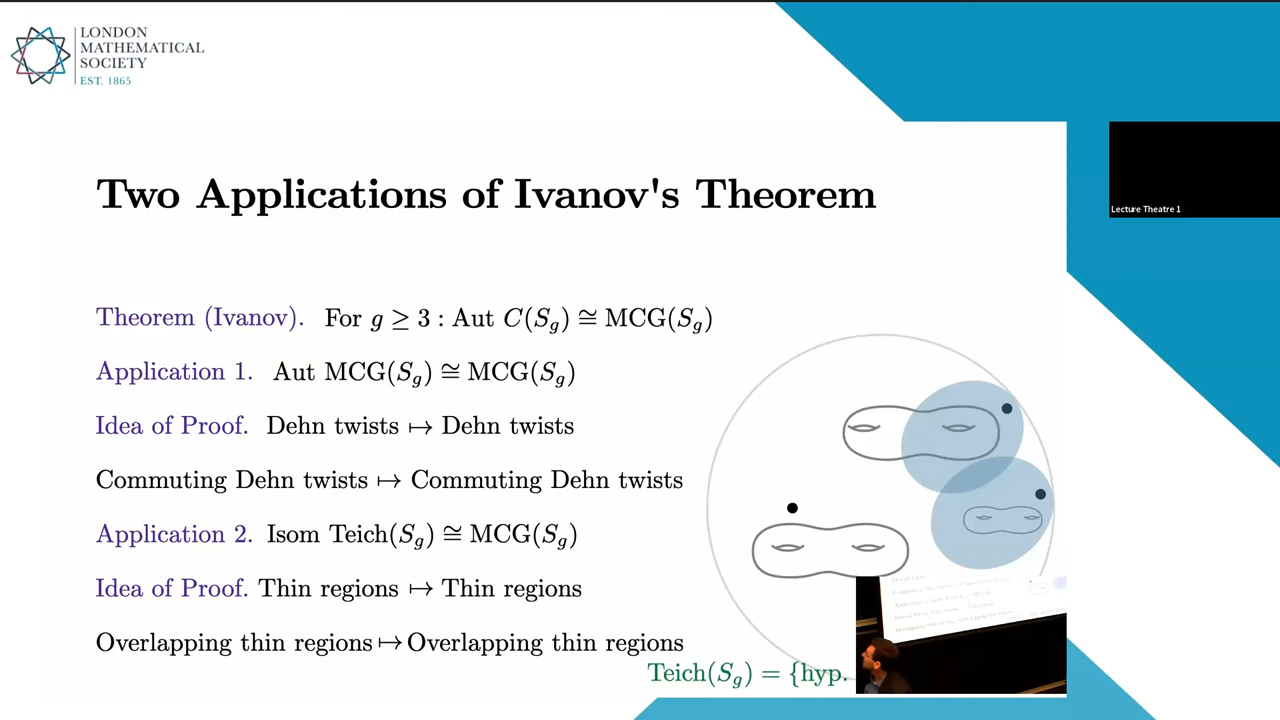 LONDON
MATHEMATICAL
SOCIETY
EST. 1865
Lecture Theatre 1
Two Applications of Ivanov's Theorem
Theorem (Ivanov). For g ≥ 3 : Aut C(S_g) ≅ MCG(S_g)
Application 1. Aut MCG(S_g) ≅ MCG(S_g)
Idea of Proof. Dehn twists ↦ Dehn twists
Commuting Dehn twists ↦ Commuting Dehn twists
Application 2. Isom Teich(S_g) ≅ MCG(S_g)
Idea of Proof. Thin regions ↦ Thin regions
Overlapping thin regions ↦ Overlapping thin regions
Teich(S_g) = {hyp.